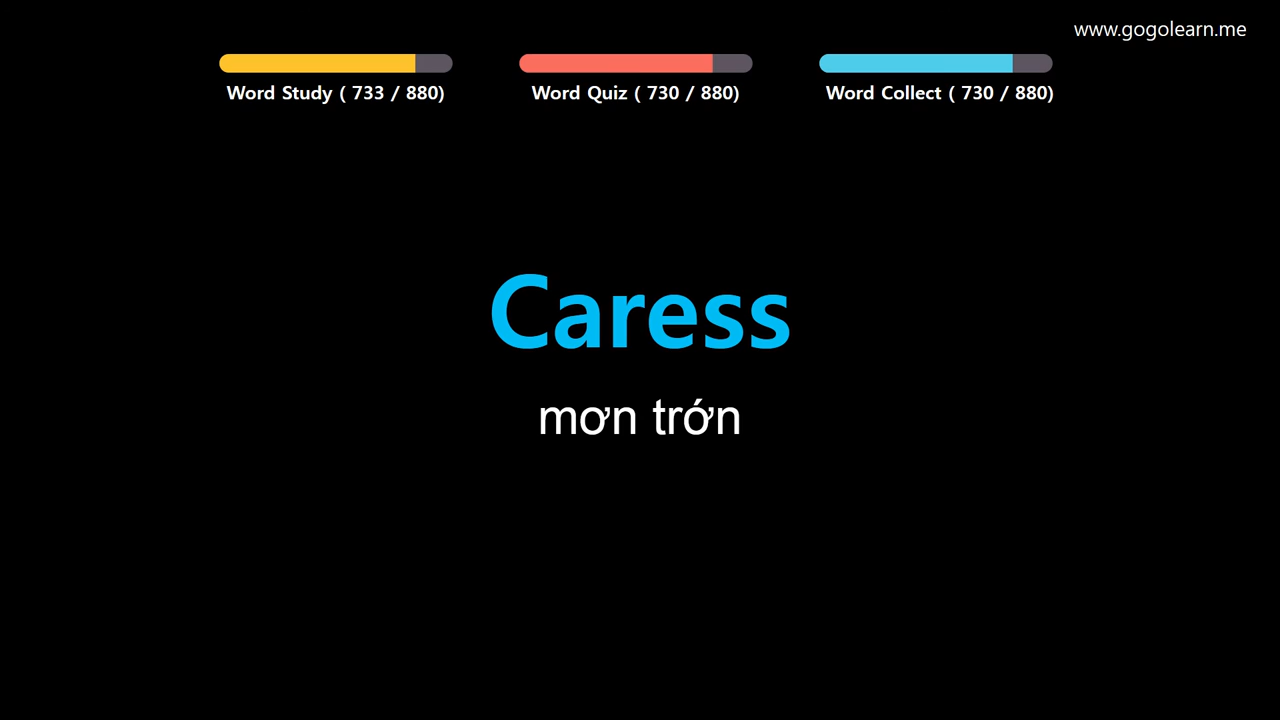 www.gogolearn.me
Word Study ( 733 / 880)
Word Quiz ( 730 / 880)
Word Collect ( 730 / 880)
Caress
mơn trớn